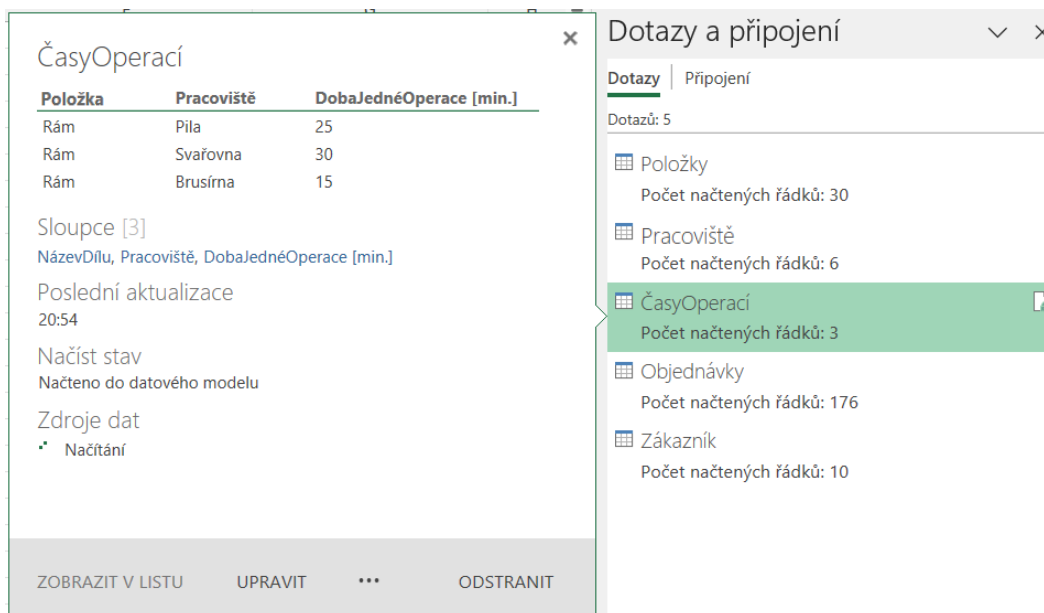 ČasyOperací
Položka Pracoviště DobaJednéOperace [min.]
Rám Pila 25
Rám Svařovna 30
Rám Brusírna 15
Sloupce [3]
NázevDílu, Pracoviště, DobaJednéOperace [min.]
Poslední aktualizace
20:54
Načíst stav
Načteno do datového modelu
Zdroje dat
Načítání
ZOBRAZIT V LISTU UPRAVIT ••• ODSTRANIT
Dotazy a připojení
Dotazy Připojení
Dotazů: 5
Položky
Počet načtených řádků: 30
Pracoviště
Počet načtených řádků: 6
ČasyOperací
Počet načtených řádků: 3
Objednávky
Počet načtených řádků: 176
Zákazník
Počet načtených řádků: 10